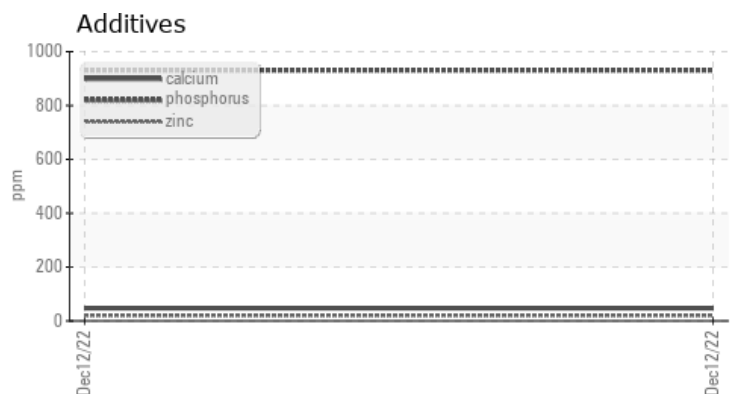 Additives
1000
calcium
phosphorus
zinc
800
600
400
200
0
ppm
Dec12/22
Dec12/22